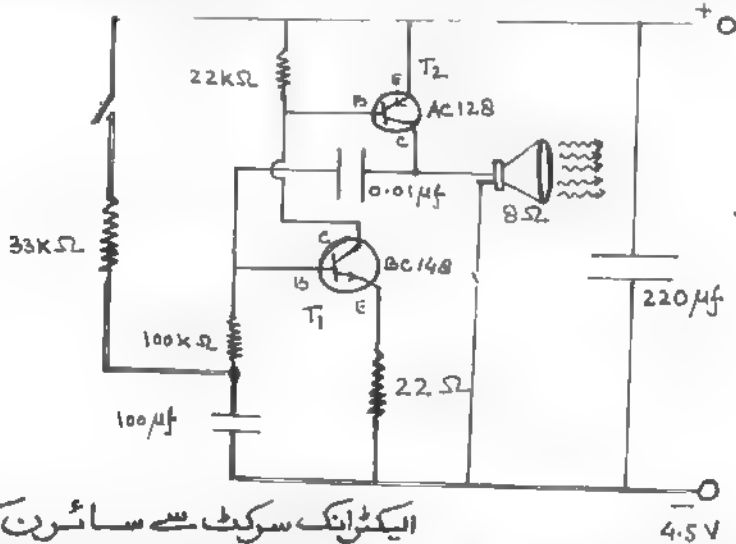 +
22kΩ
E
T2
B
AC128
C
0.01µf
8Ω
33kΩ
C
BC148
B
E
T1
220µf
100kΩ
22Ω
100µf
الیکٹرانک سرکٹ سے سائرن
4.5V